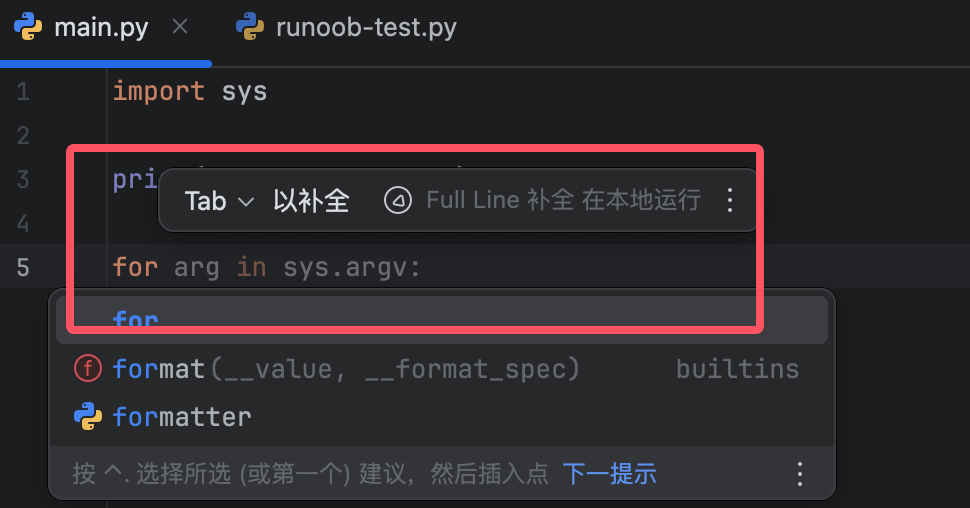 main.py
runoob-test.py
1 import sys
2
3 pri
Tab 以补全 Full Line 补全 在本地运行
4
5 for arg in sys.argv:
for
f format(__value, __format_spec) builtins
formatter
按 ^. 选择所选 (或第一个) 建议，然后插入点 下一提示